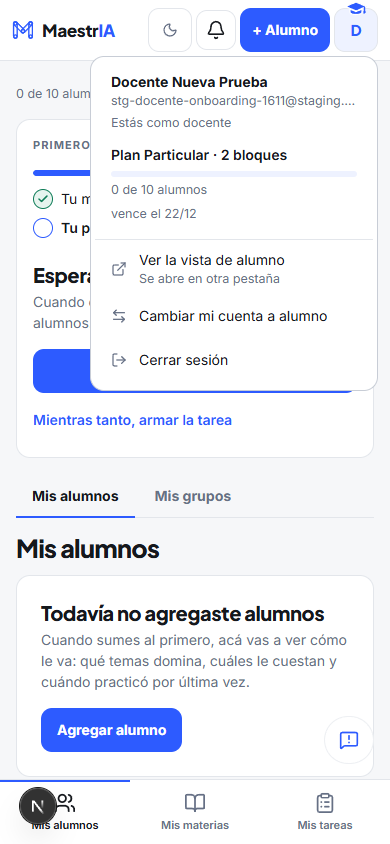 MaestrIA
+ Alumno
D
0 de 10 alum
Docente Nueva Prueba
stg-docente-onboarding-1611@staging....
Estás como docente
Plan Particular · 2 bloques
0 de 10 alumnos
vence el 22/12
Ver la vista de alumno
Se abre en otra pestaña
Cambiar mi cuenta a alumno
Cerrar sesión
PRIMERO
Tu m
Tu p
Espera
Cuando
alumnos
Mientras tanto, armar la tarea
Mis alumnos
Mis grupos
Mis alumnos
Todavía no agregaste alumnos
Cuando sumes al primero, acá vas a ver cómo
le va: qué temas domina, cuáles le cuestan y
cuándo practicó por última vez.
Agregar alumno
N
Mis alumnos
Mis materias
Mis tareas